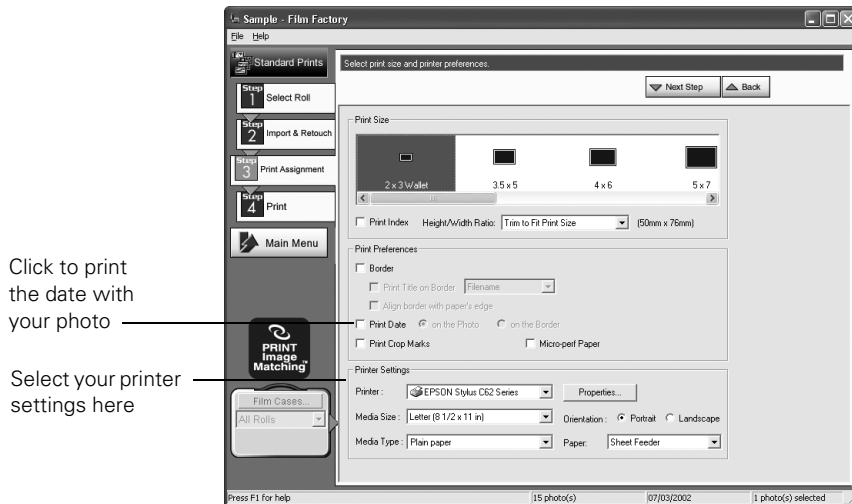 Sample - Film Factory
File Help
Standard Prints
Select print size and printer preferences.
Next Step Back
Step 1 Select Roll
Step 2 Import & Retouch
Step 3 Print Assignment
Step 4 Print
Main Menu
Print Size
2 x 3 Wallet 3.5 x 5 4 x 6 5 x 7
Print Index Height/Width Ratio: Trim to Fit Print Size (50mm x 76mm)
Print Preferences
Border
Print Title on Border Filename
Align border with paper's edge
Print Date on the Photo on the Border
Print Crop Marks Micro-perf Paper
Click to print
the date with
your photo
PRINT
Image
Matching™
Select your printer
settings here
Film Cases...
All Rolls
Printer Settings
Printer : EPSON Stylus C62 Series Properties...
Media Size : Letter (8 1/2 x 11 in) Orientation : Portrait Landscape
Media Type : Plain paper Paper: Sheet Feeder
Press F1 for help 15 photo(s) 07/03/2002 1 photo(s) selected